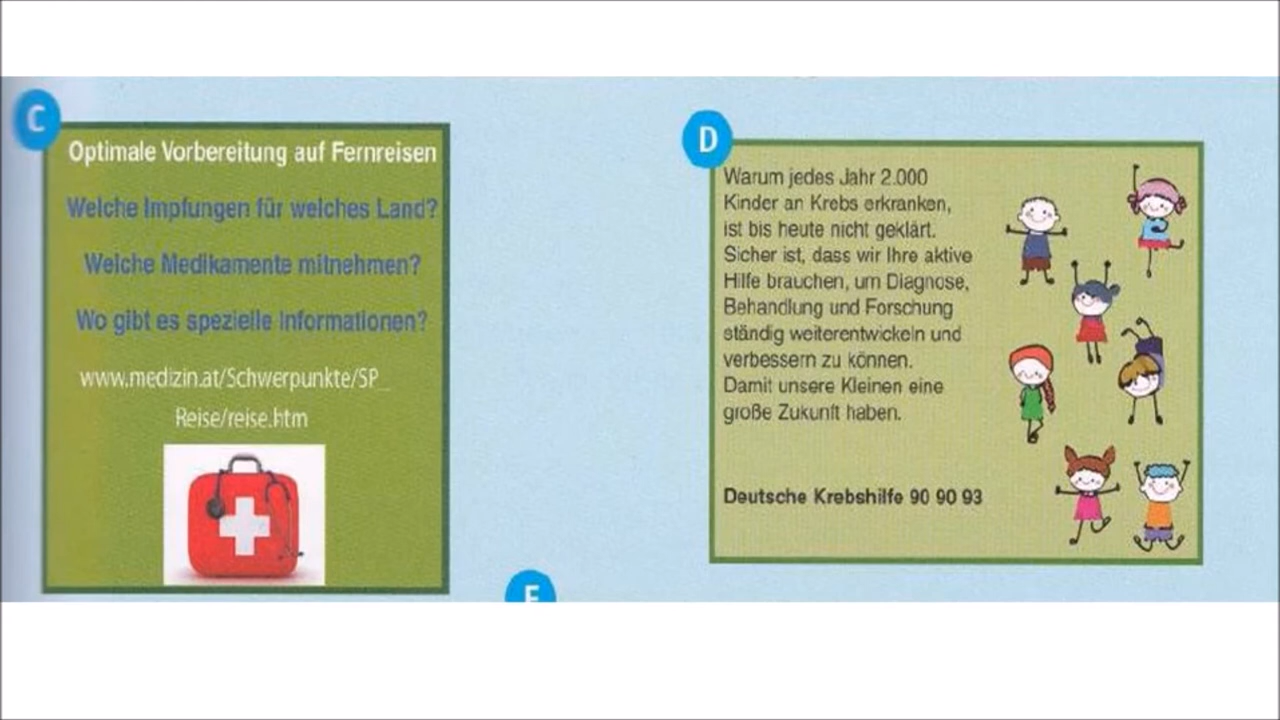 C
Optimale Vorbereitung auf Fernreisen
Welche Impfungen für welches Land?
Welche Medikamente mitnehmen?
Wo gibt es spezielle Informationen?
www.medizin.at/Schwerpunkte/SP_
Reise/reise.htm
D
Warum jedes Jahr 2.000
Kinder an Krebs erkranken,
ist bis heute nicht geklärt.
Sicher ist, dass wir Ihre aktive
Hilfe brauchen, um Diagnose,
Behandlung und Forschung
ständig weiterentwickeln und
verbessern zu können.
Damit unsere Kleinen eine
große Zukunft haben.
Deutsche Krebshilfe 90 90 93